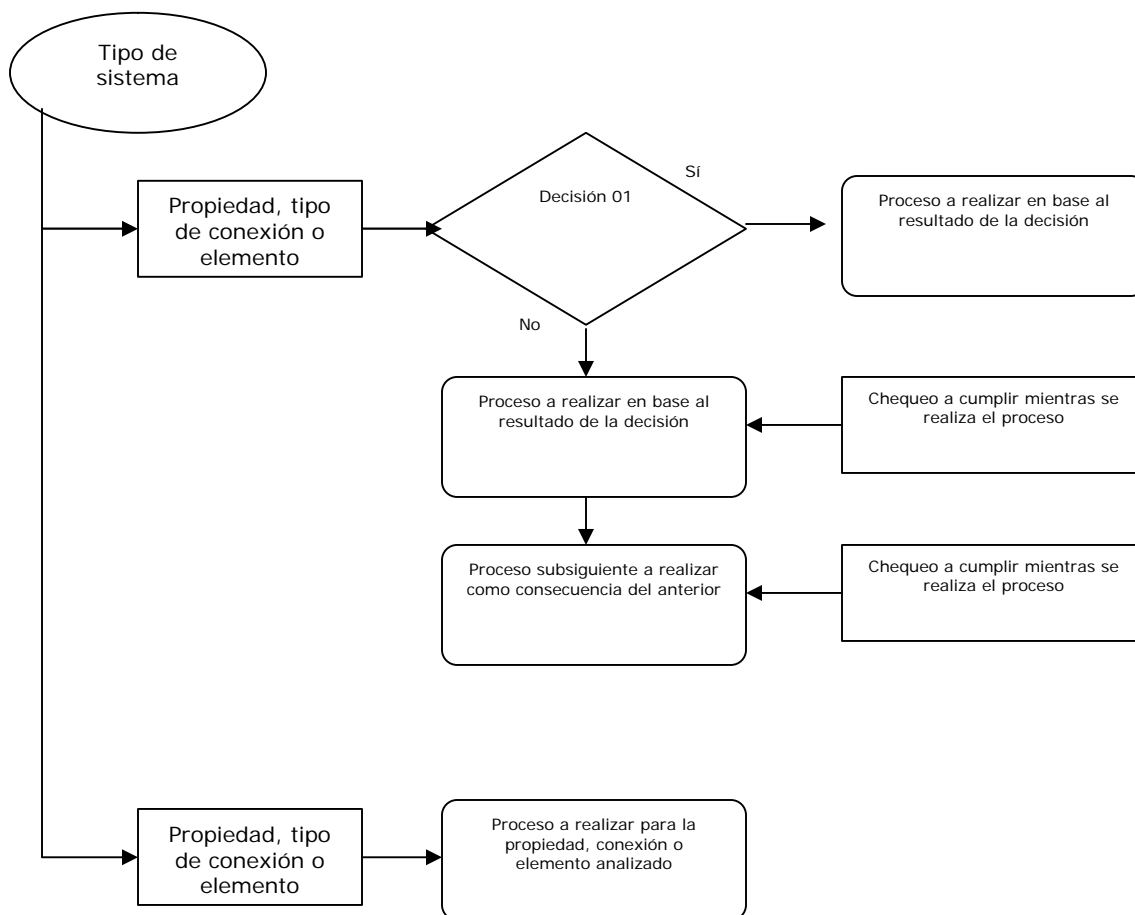 Tipo de
sistema
Propiedad, tipo
de conexión o
elemento
Decisión 01
Sí
Proceso a realizar en base al
resultado de la decisión
No
Proceso a realizar en base al
resultado de la decisión
Chequeo a cumplir mientras se
realiza el proceso
Proceso subsiguiente a realizar
como consecuencia del anterior
Chequeo a cumplir mientras se
realiza el proceso
Propiedad, tipo
de conexión o
elemento
Proceso a realizar para la
propiedad, conexión o
elemento analizado